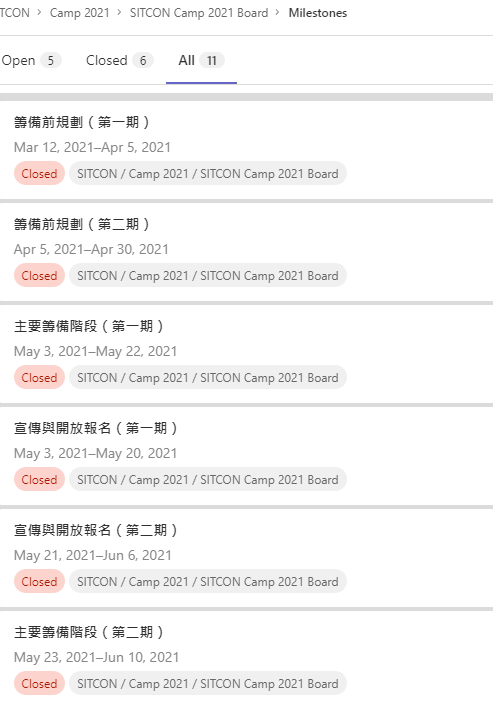 TCON > Camp 2021 > SITCON Camp 2021 Board > Milestones
Open 5 Closed 6 All 11
籌備前規劃（第一期）
Mar 12, 2021–Apr 5, 2021
Closed SITCON / Camp 2021 / SITCON Camp 2021 Board
籌備前規劃（第二期）
Apr 5, 2021–Apr 30, 2021
Closed SITCON / Camp 2021 / SITCON Camp 2021 Board
主要籌備階段（第一期）
May 3, 2021–May 22, 2021
Closed SITCON / Camp 2021 / SITCON Camp 2021 Board
宣傳與開放報名（第一期）
May 3, 2021–May 20, 2021
Closed SITCON / Camp 2021 / SITCON Camp 2021 Board
宣傳與開放報名（第二期）
May 21, 2021–Jun 6, 2021
Closed SITCON / Camp 2021 / SITCON Camp 2021 Board
主要籌備階段（第二期）
May 23, 2021–Jun 10, 2021
Closed SITCON / Camp 2021 / SITCON Camp 2021 Board